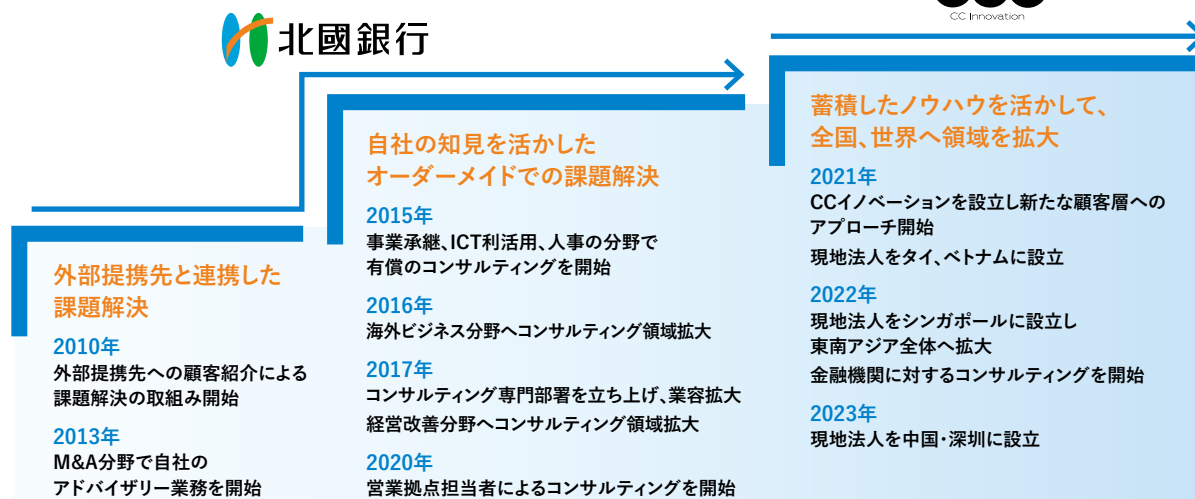 北國銀行
CC Innovation
外部提携先と連携した
課題解決
2010年
外部提携先への顧客紹介による
課題解決の取組み開始
2013年
M&A分野で自社の
アドバイザリー業務を開始
自社の知見を活かした
オーダーメイドでの課題解決
2015年
事業承継、ICT利活用、人事の分野で
有償のコンサルティングを開始
2016年
海外ビジネス分野へコンサルティング領域拡大
2017年
コンサルティング専門部署を立ち上げ、業容拡大
経営改善分野へコンサルティング領域拡大
2020年
営業拠点担当者によるコンサルティングを開始
蓄積したノウハウを活かして、
全国、世界へ領域を拡大
2021年
CCイノベーションを設立し新たな顧客層への
アプローチ開始
現地法人をタイ、ベトナムに設立
2022年
現地法人をシンガポールに設立し
東南アジア全体へ拡大
金融機関に対するコンサルティングを開始
2023年
現地法人を中国・深圳に設立